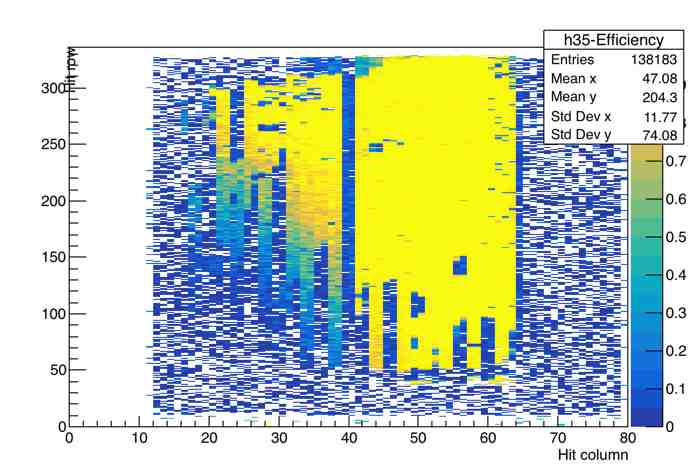 h35-Efficiency
Entries 138183
Mean x 47.08
Mean y 204.3
Std Dev x 11.77
Std Dev y 74.08
300
250
200
150
100
50
0
0 10 20 30 40 50 60 70 80
Hit column
0.7
0.6
0.5
0.4
0.3
0.2
0.1
0